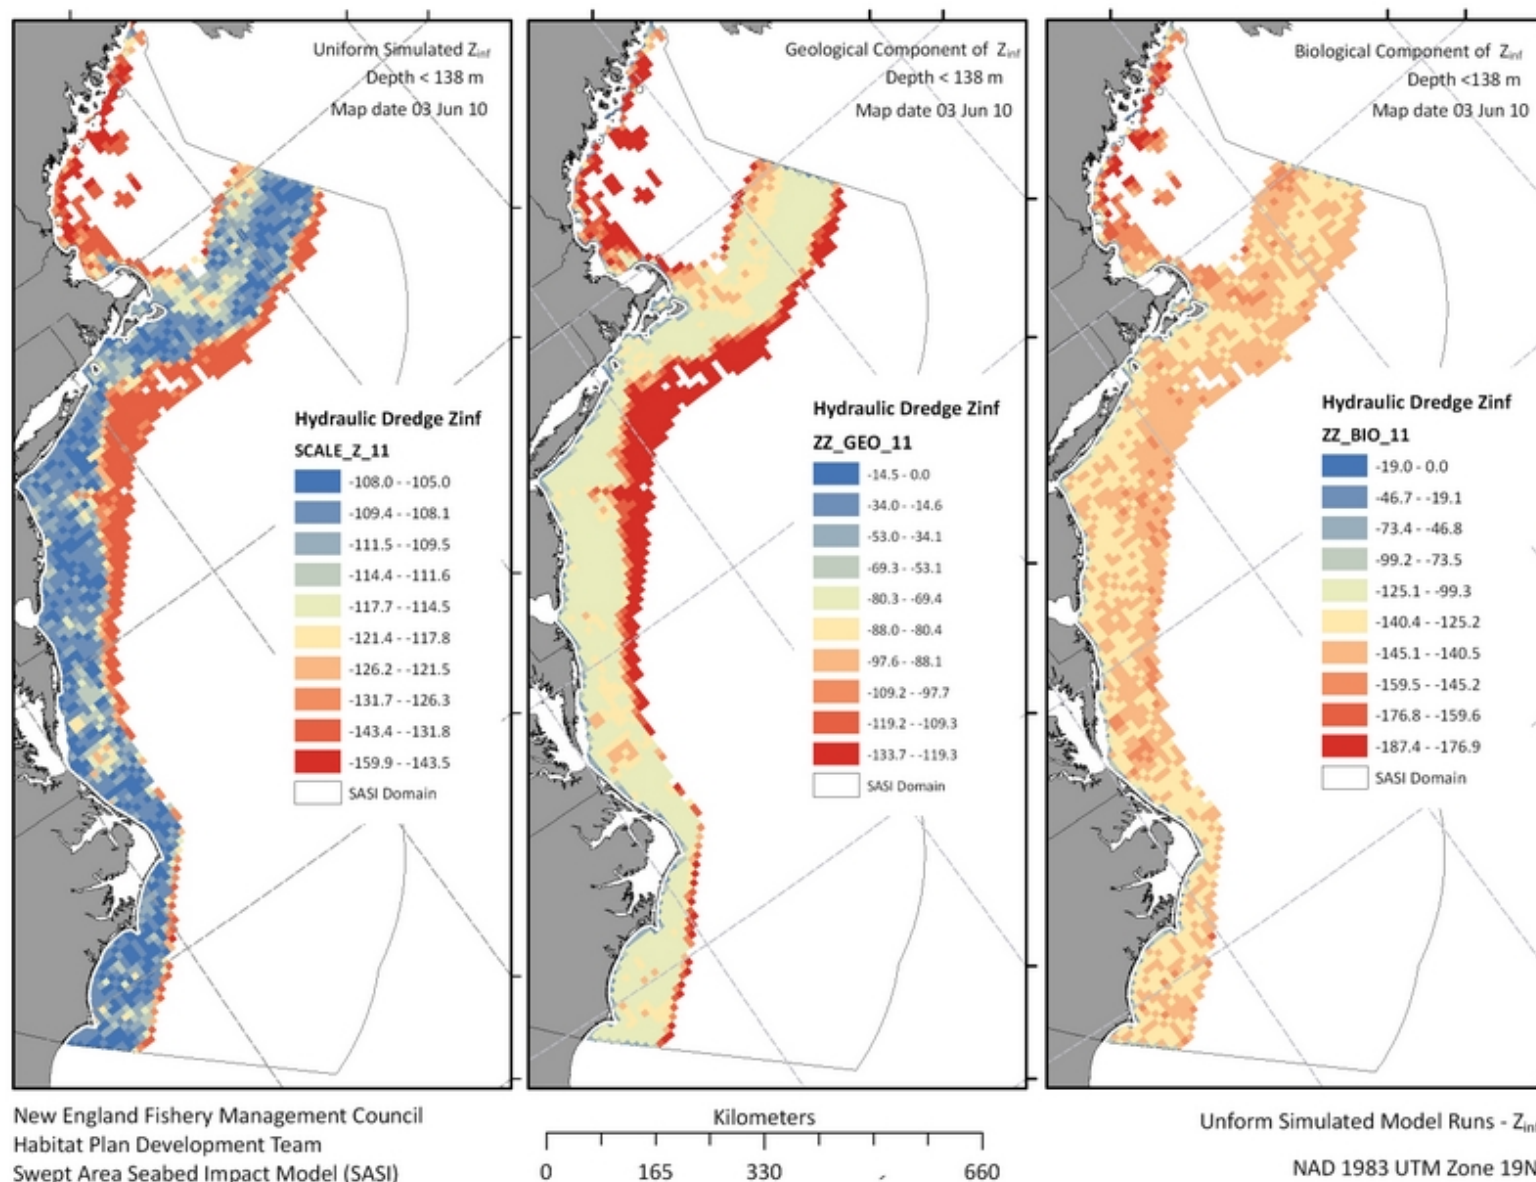 Uniform Simulated Zinf
Depth < 138 m
Map date 03 Jun 10
Hydraulic Dredge Zinf
SCALE_Z_11
-108.0 - -105.0
-109.4 - -108.1
-111.5 - -109.5
-114.4 - -111.6
-117.7 - -114.5
-121.4 - -117.8
-126.2 - -121.5
-131.7 - -126.3
-143.4 - -131.8
-159.9 - -143.5
SASI Domain
Geological Component of Zinf
Depth < 138 m
Map date 03 Jun 10
Hydraulic Dredge Zinf
ZZ_GEO_11
-14.5 - 0.0
-34.0 - -14.6
-53.0 - -34.1
-69.3 - -53.1
-80.3 - -69.4
-88.0 - -80.4
-97.6 - -88.1
-109.2 - -97.7
-119.2 - -109.3
-133.7 - -119.3
SASI Domain
Biological Component of Zinf
Depth <138 m
Map date 03 Jun 10
Hydraulic Dredge Zinf
ZZ_BIO_11
-19.0 - 0.0
-46.7 - -19.1
-73.4 - -46.8
-99.2 - -73.5
-125.1 - -99.3
-140.4 - -125.2
-145.1 - -140.5
-159.5 - -145.2
-176.8 - -159.6
-187.4 - -176.9
SASI Domain
New England Fishery Management Council
Habitat Plan Development Team
Swept Area Seabed Impact Model (SASI)
Kilometers
0 165 330 660
Unform Simulated Model Runs - Zinf
NAD 1983 UTM Zone 19N